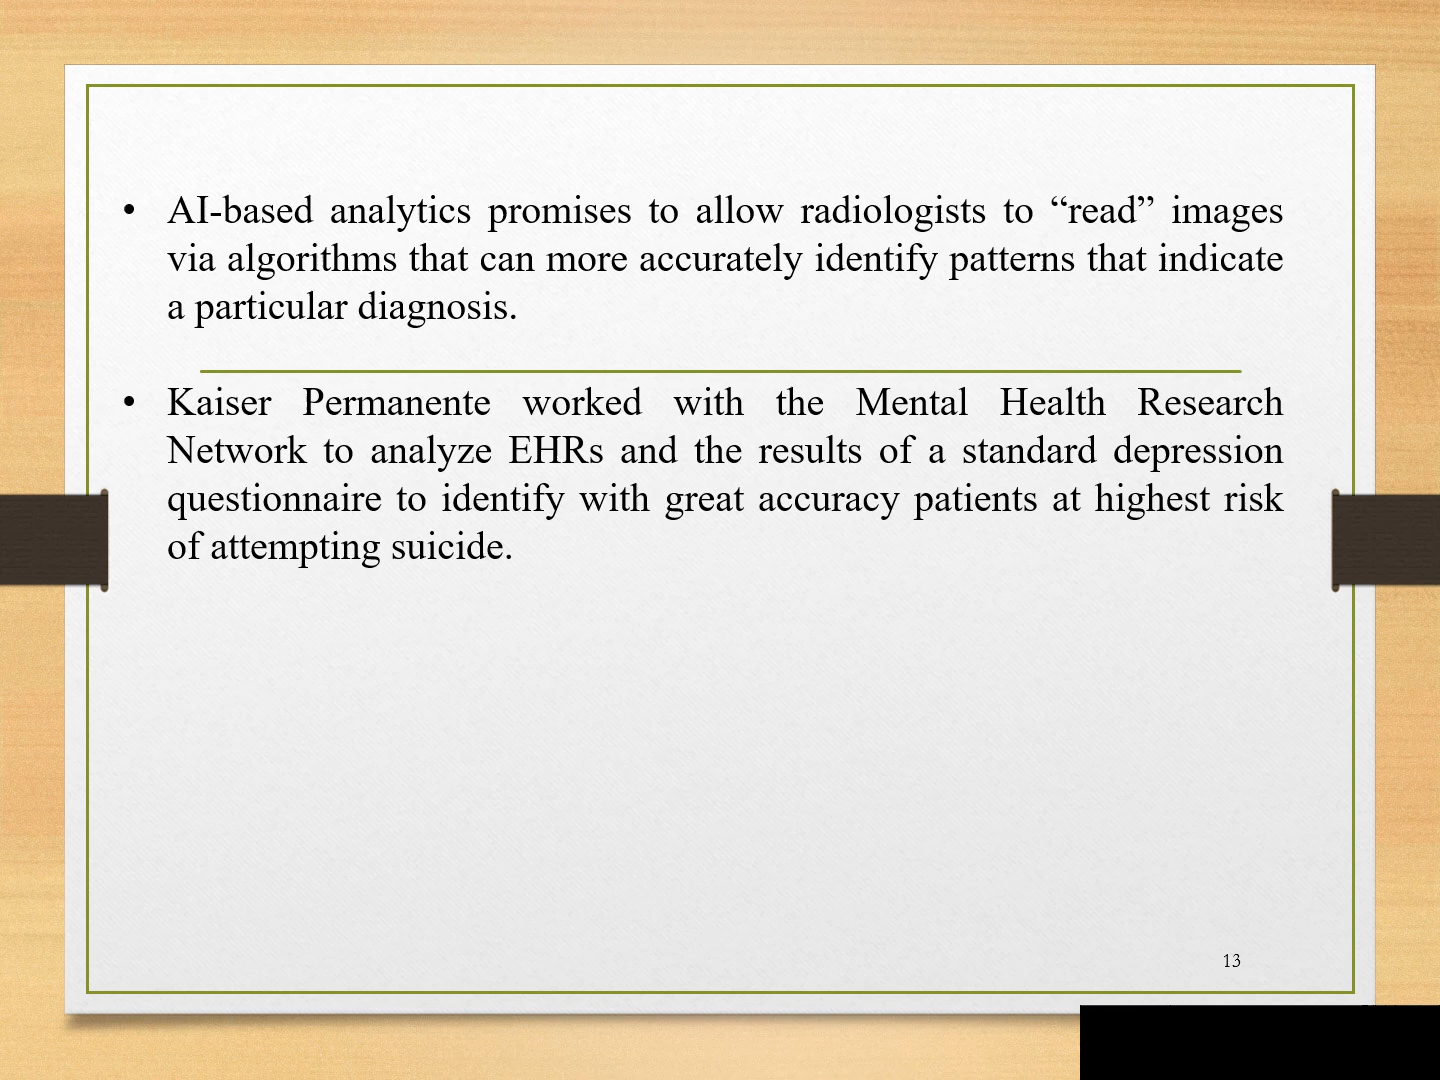 • AI-based analytics promises to allow radiologists to “read” images
via algorithms that can more accurately identify patterns that indicate
a particular diagnosis.
• Kaiser Permanente worked with the Mental Health Research
Network to analyze EHRs and the results of a standard depression
questionnaire to identify with great accuracy patients at highest risk
of attempting suicide.
13